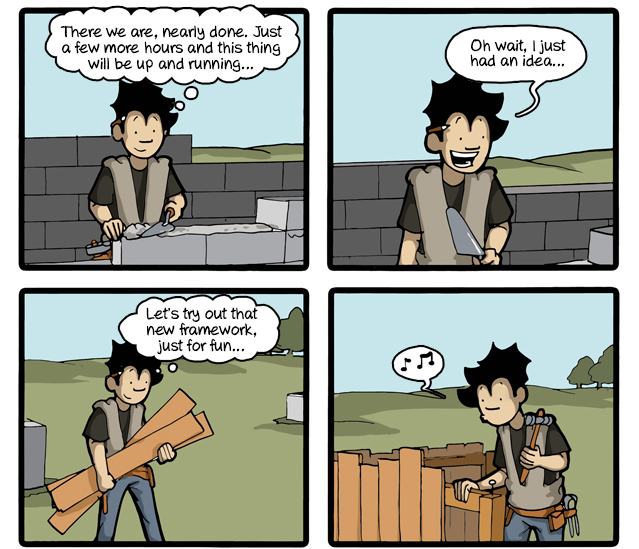 There we are, nearly done. Just
a few more hours and this thing
will be up and running...
Oh wait, I just
had an idea...
Let's try out that
new framework,
just for fun...